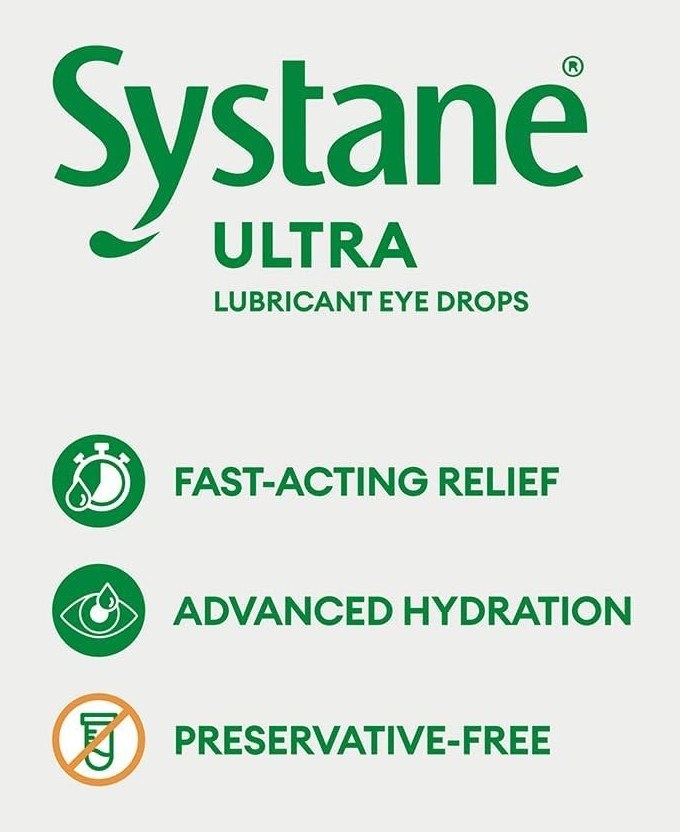 Systane®
ULTRA
LUBRICANT EYE DROPS
FAST-ACTING RELIEF
ADVANCED HYDRATION
PRESERVATIVE-FREE